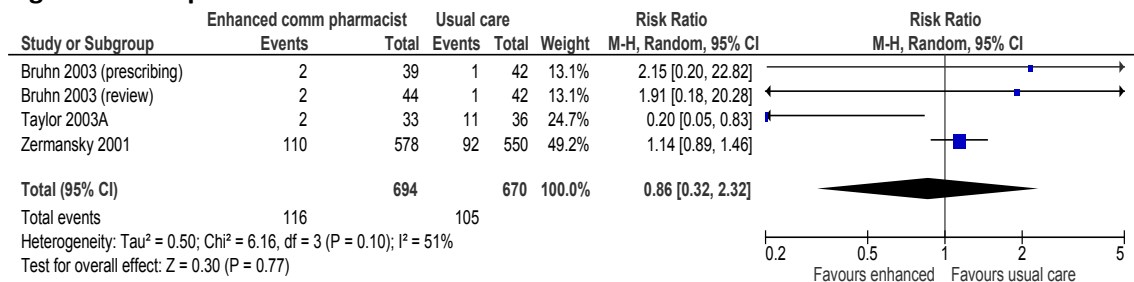 Enhanced comm pharmacist Usual care Risk Ratio Risk Ratio
Study or Subgroup Events Total Events Total Weight M-H, Random, 95% CI M-H, Random, 95% CI
Bruhn 2003 (prescribing) 2 39 1 42 13.1% 2.15 [0.20, 22.82]
Bruhn 2003 (review) 2 44 1 42 13.1% 1.91 [0.18, 20.28]
Taylor 2003A 2 33 11 36 24.7% 0.20 [0.05, 0.83]
Zermansky 2001 110 578 92 550 49.2% 1.14 [0.89, 1.46]
Total (95% CI) 694 670 100.0% 0.86 [0.32, 2.32]
Total events 116 105
Heterogeneity: Tau² = 0.50; Chi² = 6.16, df = 3 (P = 0.10); I² = 51%
Test for overall effect: Z = 0.30 (P = 0.77)
0.2 0.5 1 2 5
Favours enhanced Favours usual care